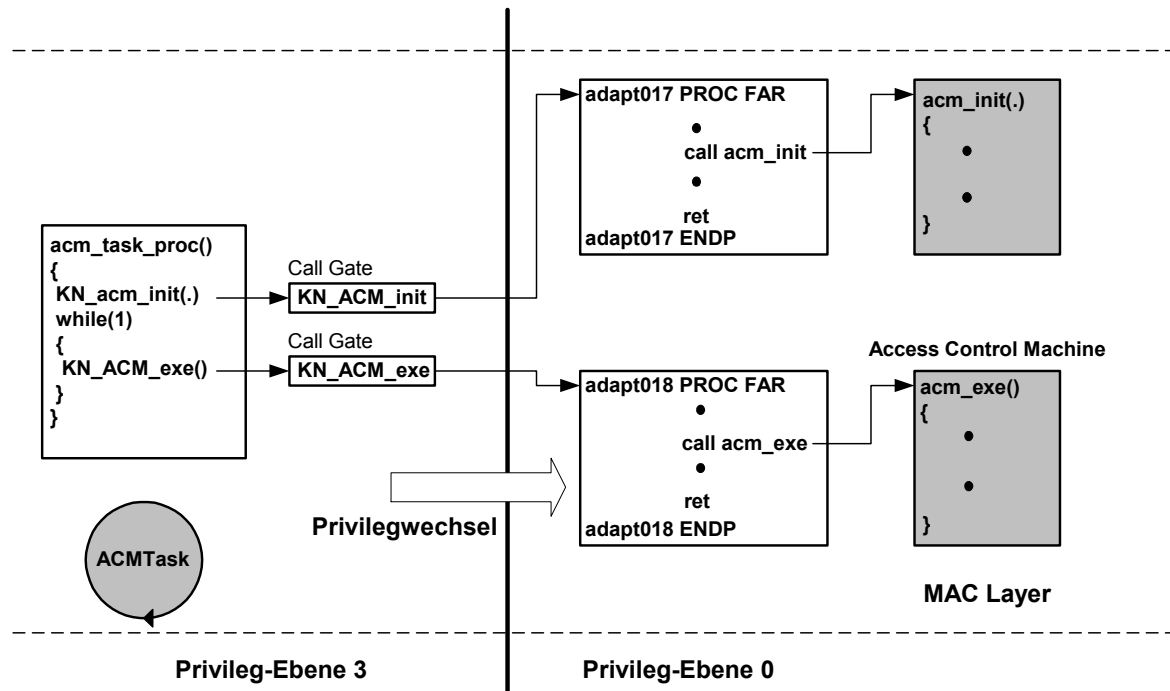 acm_task_proc()
{
KN_acm_init(.)
while(1)
{
KN_ACM_exe()
}
}
Call Gate
KN_ACM_init
Call Gate
KN_ACM_exe
ACMTask
Privilegwechsel
Privileg-Ebene 3
adapt017 PROC FAR
call acm_init
ret
adapt017 ENDP
acm_init(.)
{
}
adapt018 PROC FAR
call acm_exe
ret
adapt018 ENDP
Access Control Machine
acm_exe()
{
}
MAC Layer
Privileg-Ebene 0